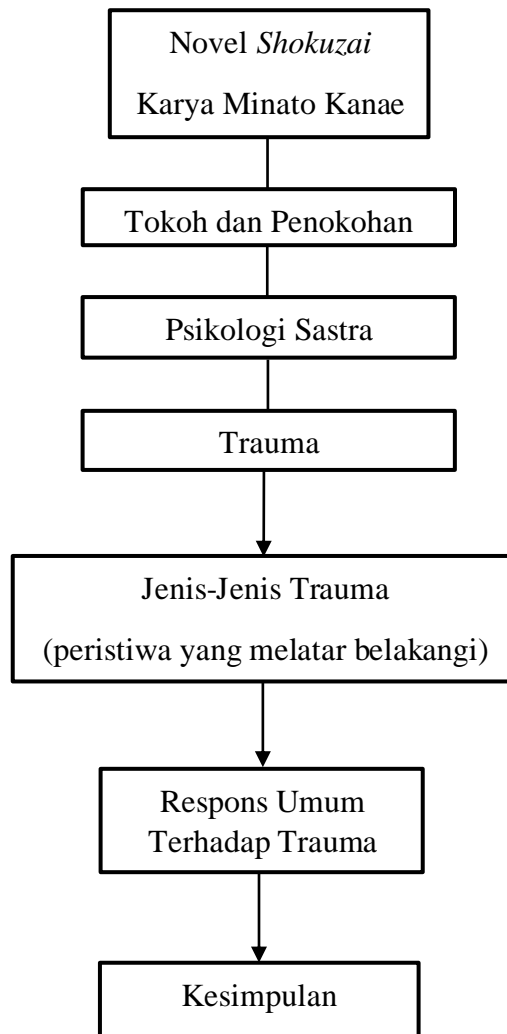 Novel Shokuzai
Karya Minato Kanae
Tokoh dan Penokohan
Psikologi Sastra
Trauma
Jenis-Jenis Trauma
(peristiwa yang melatar belakangi)
Respons Umum
Terhadap Trauma
Kesimpulan